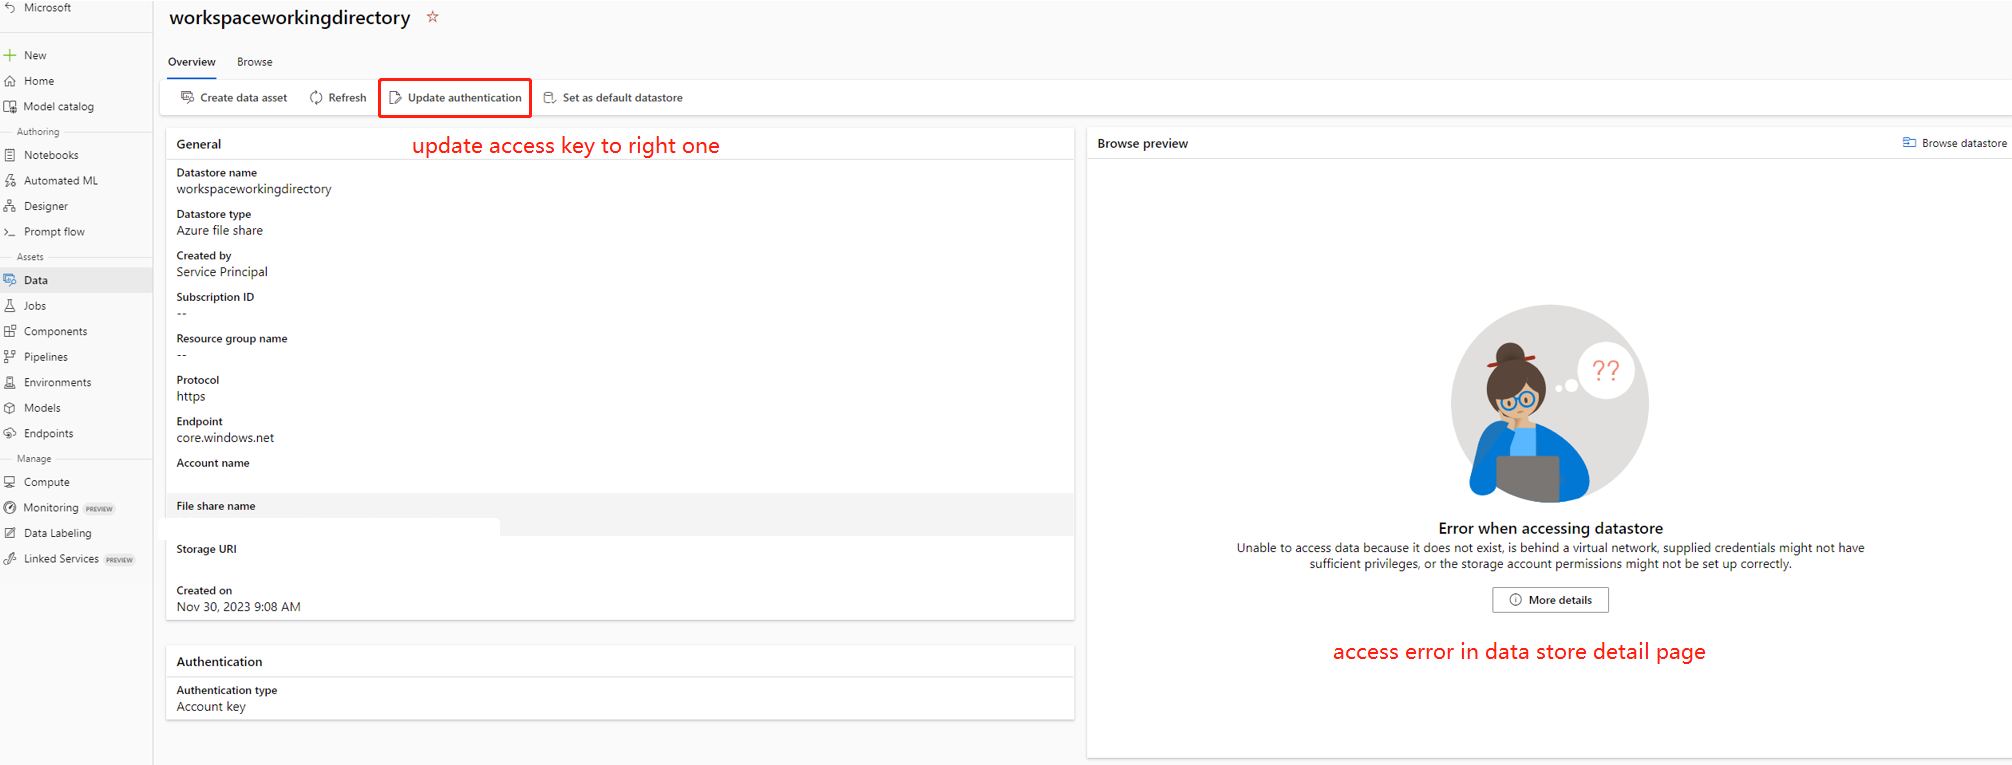 Microsoft
New
Home
Model catalog
Authoring
Notebooks
Automated ML
Designer
Prompt flow
Assets
Data
Jobs
Components
Pipelines
Environments
Models
Endpoints
Manage
Compute
Monitoring PREVIEW
Data Labeling
Linked Services PREVIEW
workspaceworkingdirectory
Overview Browse
Create data asset Refresh Update authentication Set as default datastore
update access key to right one
General
Datastore name
workspaceworkingdirectory
Datastore type
Azure file share
Created by
Service Principal
Subscription ID
--
Resource group name
--
Protocol
https
Endpoint
core.windows.net
Account name
File share name
Storage URI
Created on
Nov 30, 2023 9:08 AM
Authentication
Authentication type
Account key
Browse preview Browse datastore
??
Error when accessing datastore
Unable to access data because it does not exist, is behind a virtual network, supplied credentials might not have
sufficient privileges, or the storage account permissions might not be set up correctly.
More details
access error in data store detail page